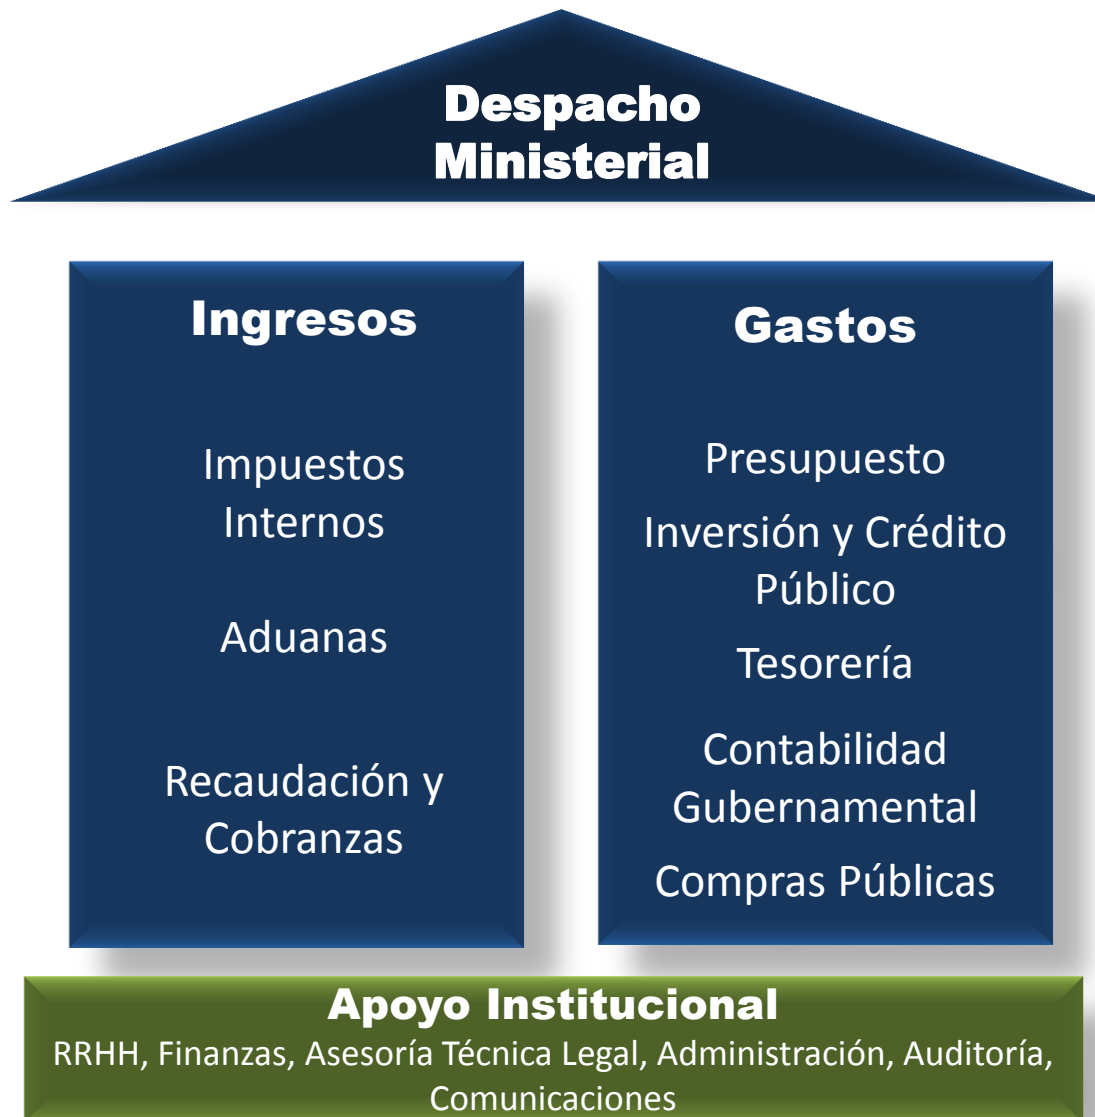 Despacho
Ministerial
Ingresos
Impuestos
Internos
Aduanas
Recaudación y
Cobranzas
Gastos
Presupuesto
Inversión y Crédito
Público
Tesorería
Contabilidad
Gubernamental
Compras Públicas
Apoyo Institucional
RRHH, Finanzas, Asesoría Técnica Legal, Administración, Auditoría,
Comunicaciones